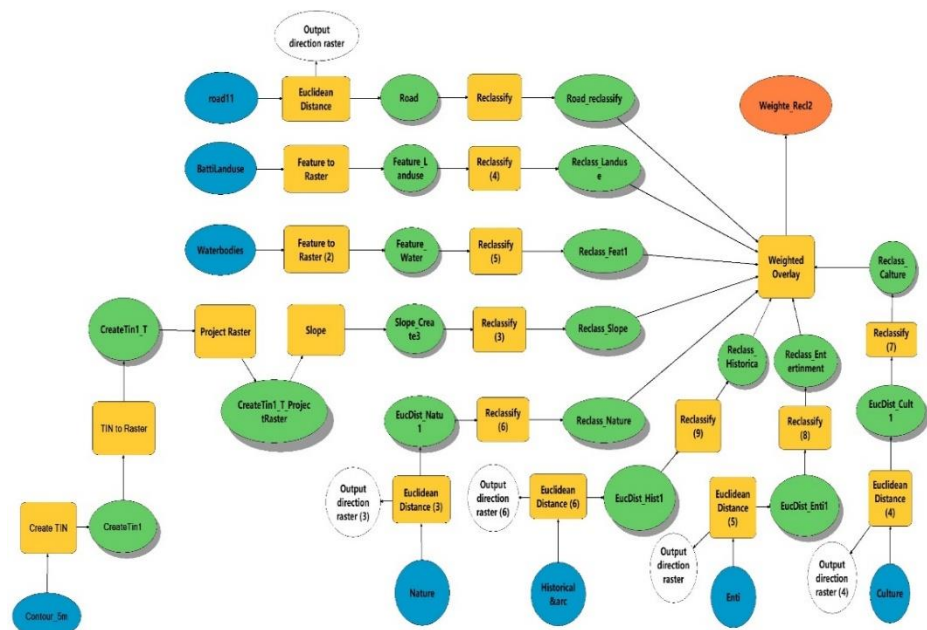 Output
direction raster
road11
Euclidean
Distance
Road
Reclassify
Road_reclassify
Weighte_Recl2
BattiLanduse
Feature to
Raster
Feature_L
anduse
Reclassify
(4)
Reclass_Landus
e
Waterbodies
Feature to
Raster (2)
Feature_
Water
Reclassify
(5)
Reclass_Feat1
Weighted
Overlay
Reclass_
Calture
CreateTin1_T
Project Raster
Slope
Slope_Crea
te3
Reclassify
(3)
Reclass_Slope
Reclassify
(7)
Reclass_
Historica
Reclass_Ent
ertinment
CreateTin1_T_Projec
tRaster
EucDist_Natu
1
Reclassify
(6)
Reclass_Nature
EucDist_Cult
1
TIN to Raster
Reclassify
(9)
Reclassify
(8)
Output
direction
raster (3)
Euclidean
Distance (3)
Output
direction
raster (6)
Euclidean
Distance (6)
EucDist_Hist1
Euclidean
Distance
(5)
EucDist_Enti1
Euclidean
Distance
(4)
Create TIN
CreateTin1
Output
direction
raster
Output
direction
raster (4)
Contour_5m
Nature
Historical
&arc
Enti
Culture